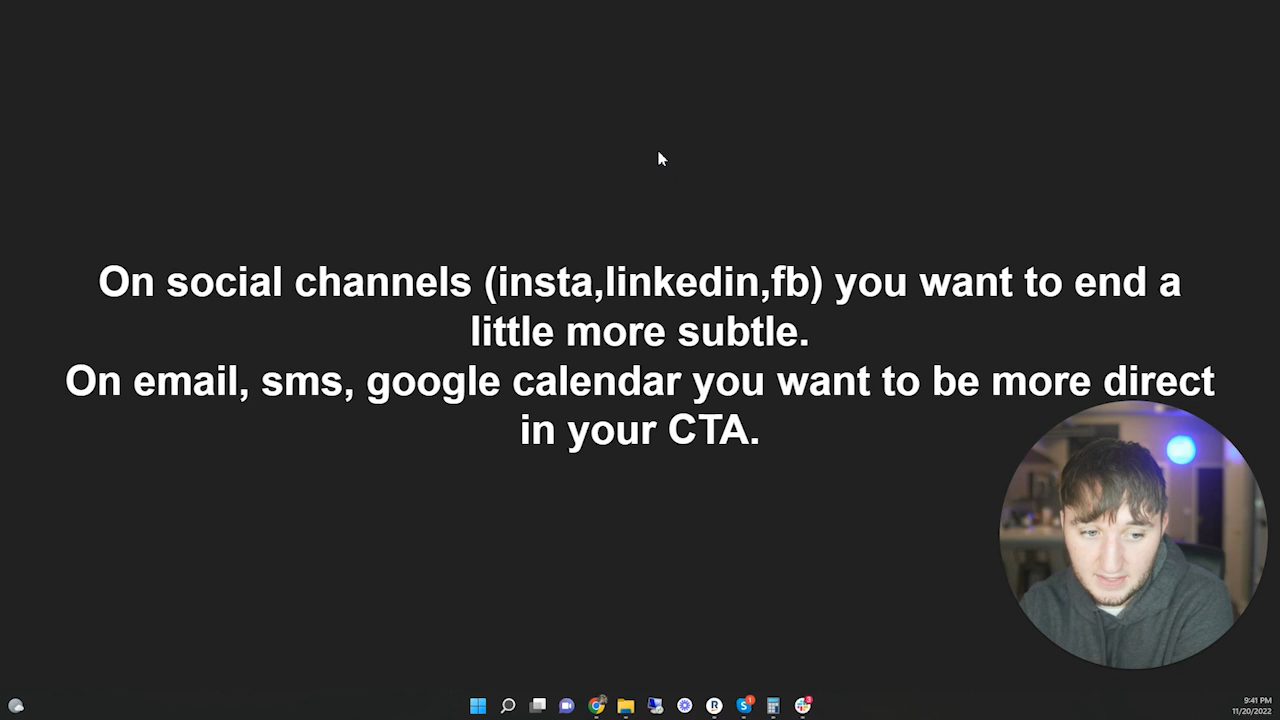 On social channels (insta,linkedin,fb) you want to end a
little more subtle.
On email, sms, google calendar you want to be more direct
in your CTA.
9:41 PM
11/20/2022